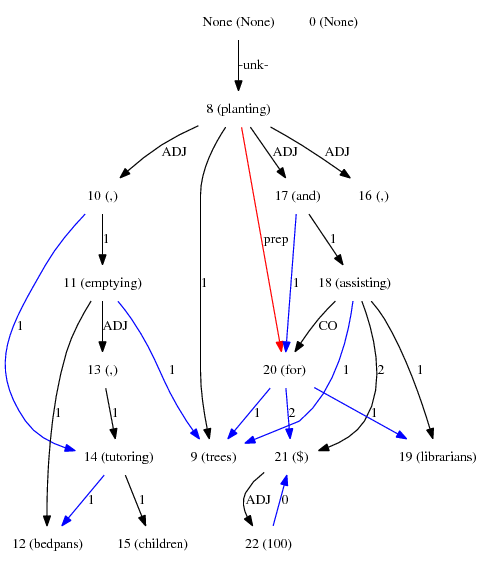 None (None) 0 (None)
-unk-
8 (planting)
ADJ ADJ ADJ
10 (,) 17 (and) 16 (,)
1 1 prep 1 1
11 (emptying) 18 (assisting)
1 ADJ 1 CO 1 2 1
13 (,) 20 (for)
1 1 1 2 1
14 (tutoring) 9 (trees) 21 ($) 19 (librarians)
1 1 ADJ 0
12 (bedpans) 15 (children) 22 (100)